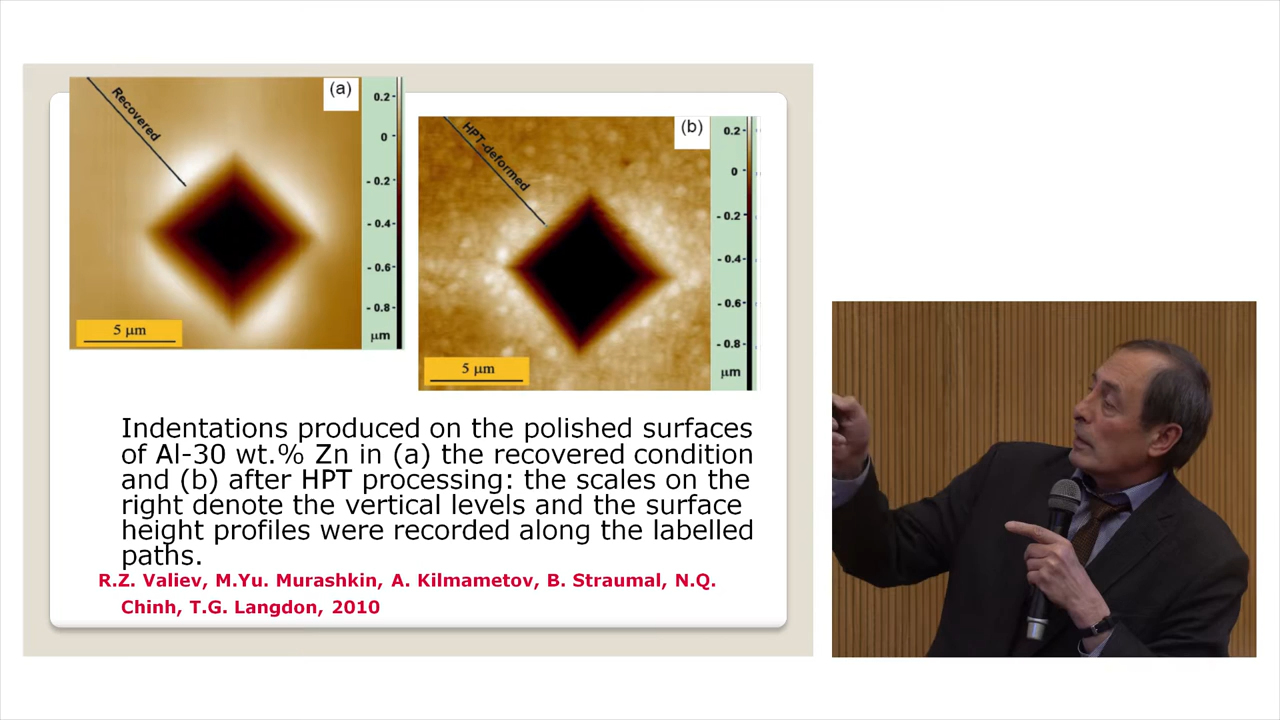 (a)
Recovered
0.2
0
- 0.2
- 0.4
- 0.6
- 0.8
µm
5 µm
(b)
HPT-deformed
0.2
0
- 0.2
- 0.4
- 0.6
- 0.8
µm
5 µm
Indentations produced on the polished surfaces
of Al-30 wt.% Zn in (a) the recovered condition
and (b) after HPT processing: the scales on the
right denote the vertical levels and the surface
height profiles were recorded along the labelled
paths.
R.Z. Valiev, M.Yu. Murashkin, A. Kilmametov, B. Straumal, N.Q.
Chinh, T.G. Langdon, 2010